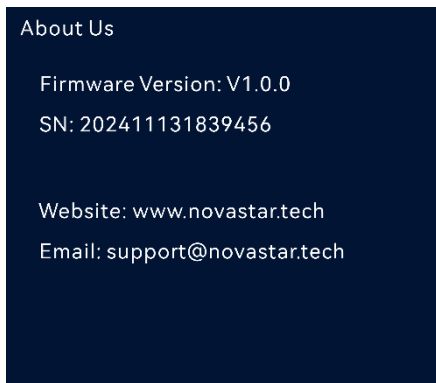 About Us
Firmware Version: V1.0.0
SN: 202411131839456
Website: www.novastar.tech
Email: support@novastar.tech